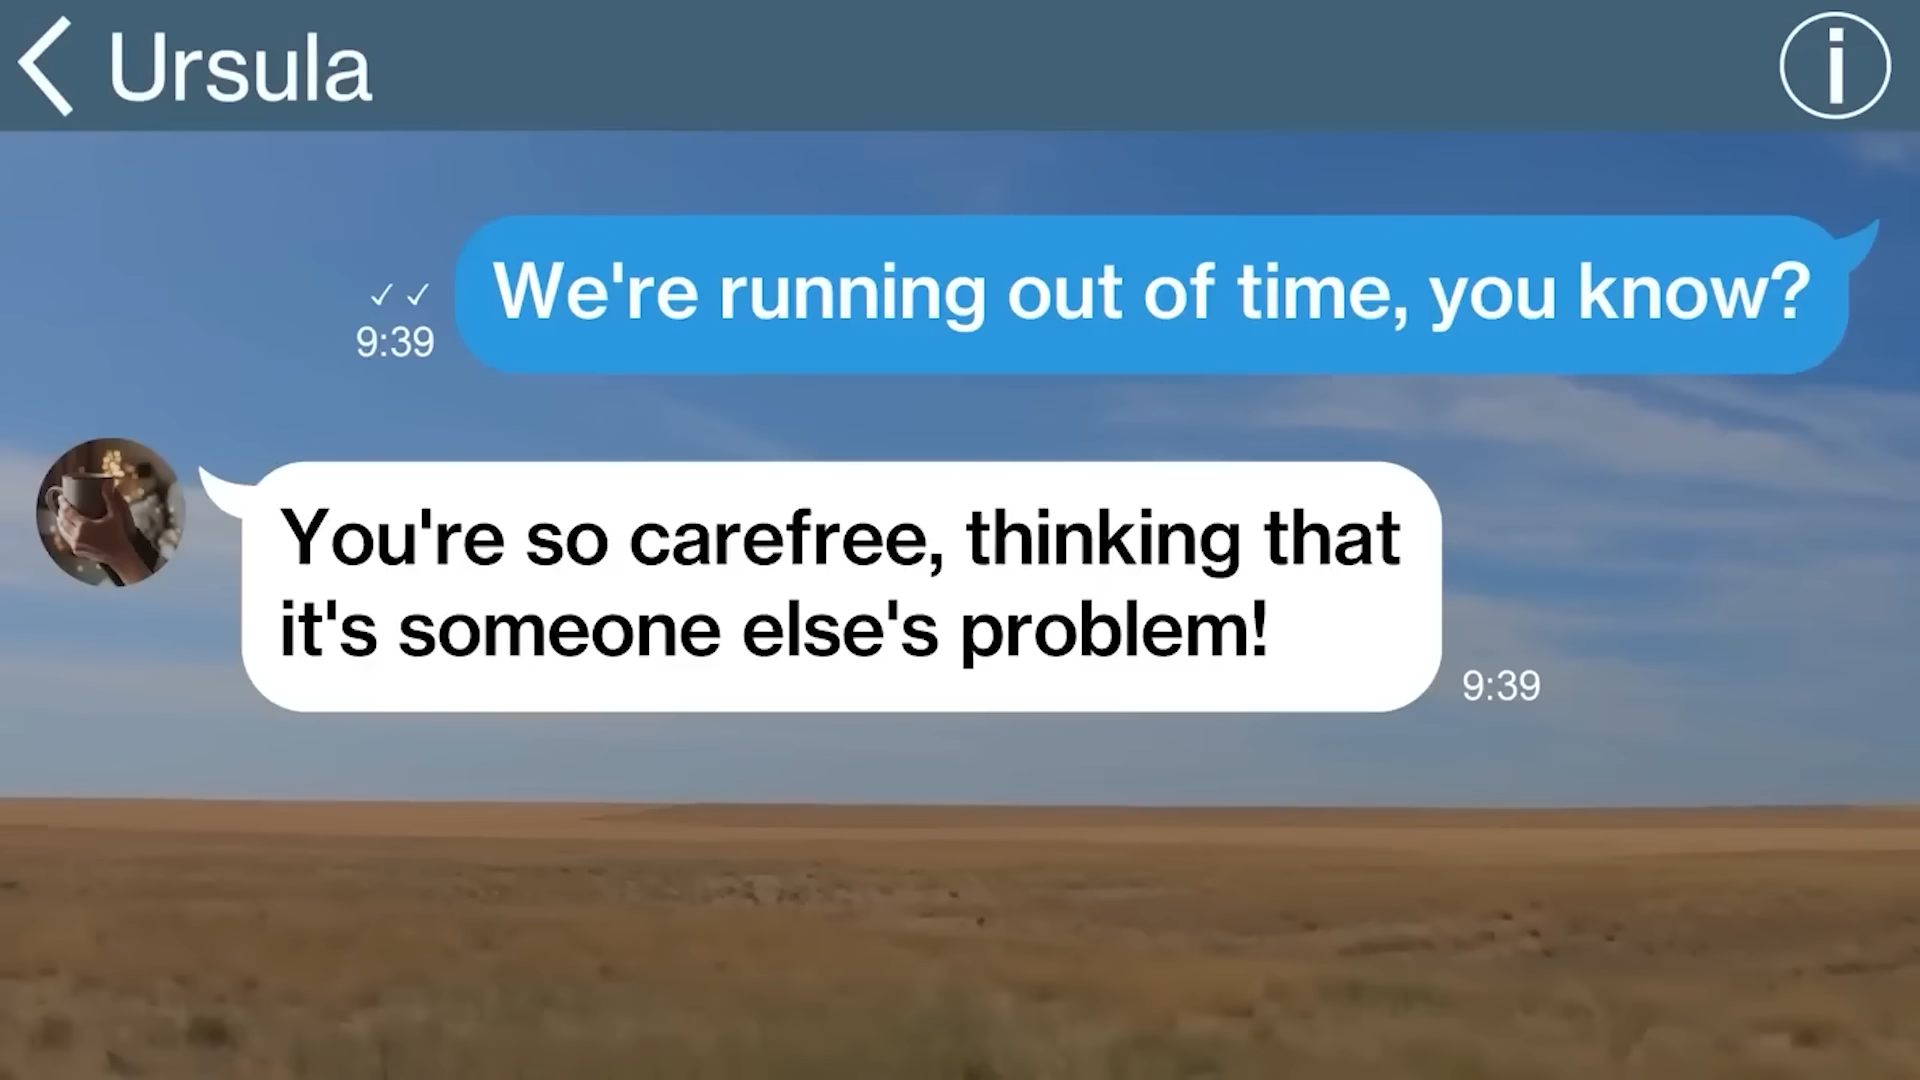 Ursula
We're running out of time, you know?
✓✓
9:39
You're so carefree, thinking that
it's someone else's problem!
9:39